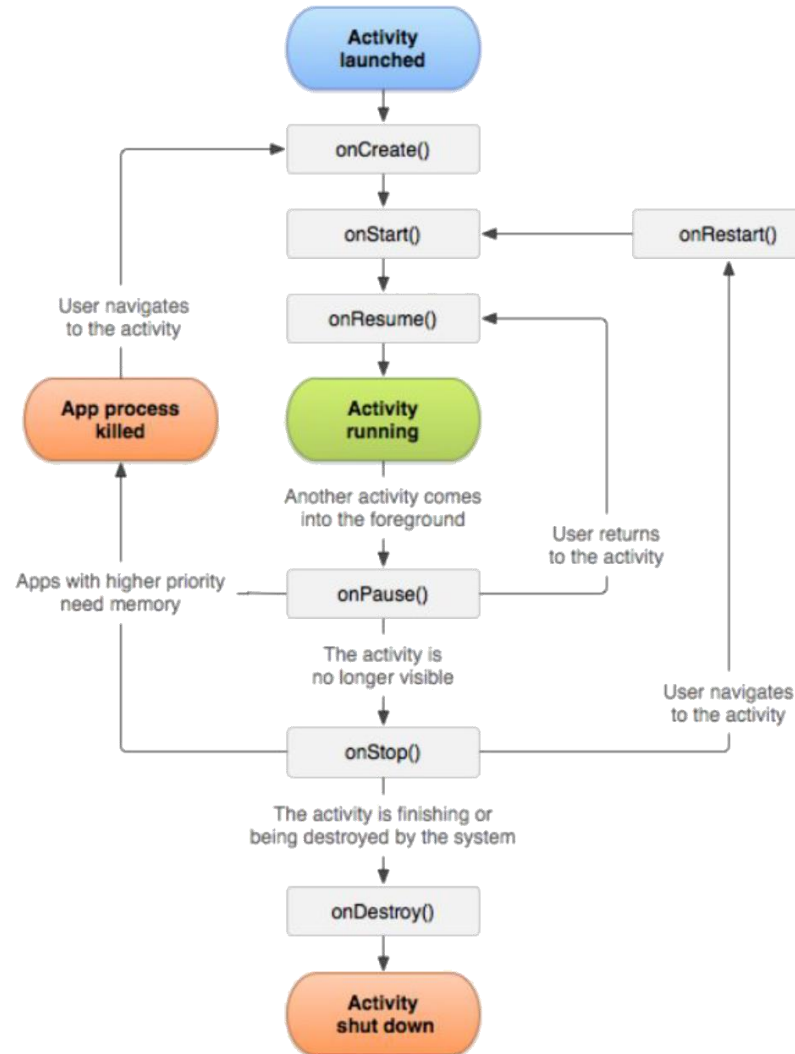 Activity
launched
onCreate()
onStart()
onRestart()
User navigates
to the activity
onResume()
App process
killed
Activity
running
Another activity comes
into the foreground
User returns
to the activity
Apps with higher priority
need memory
onPause()
The activity is
no longer visible
User navigates
to the activity
onStop()
The activity is finishing or
being destroyed by the system
onDestroy()
Activity
shut down